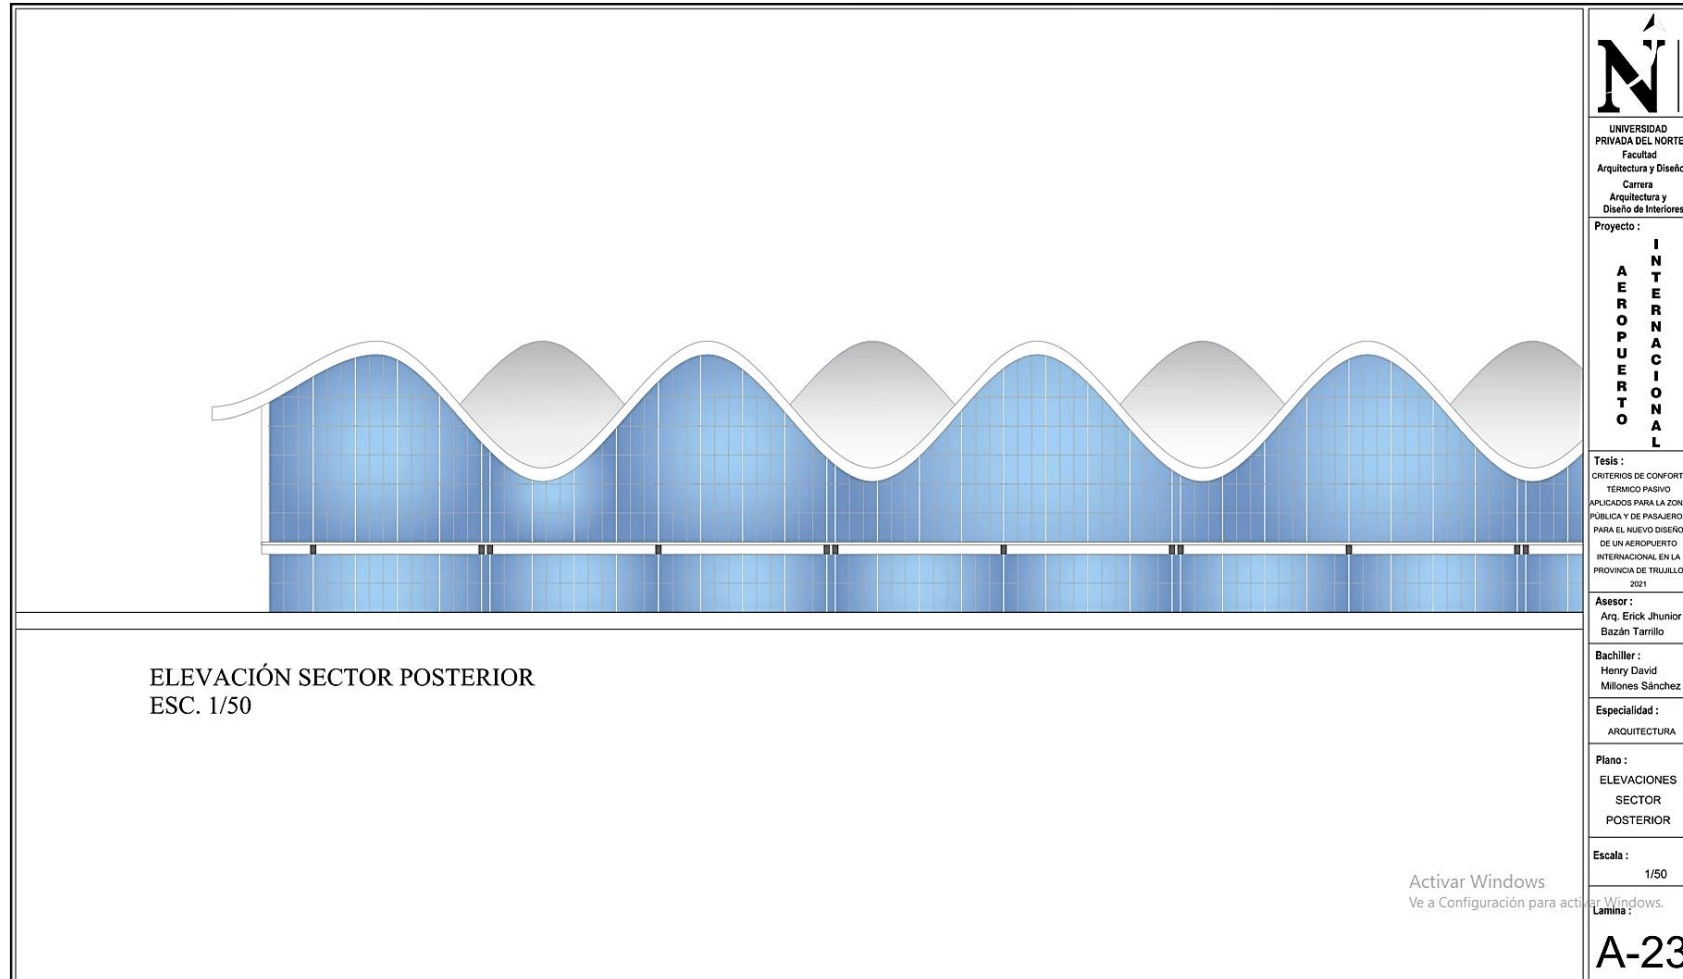 ELEVACIÓN SECTOR POSTERIOR
ESC. 1/50
Ń
UNIVERSIDAD
PRIVADA DEL NORTE
Facultad
Arquitectura y Diseño
Carrera
Arquitectura y
Diseño de Interiores
Proyecto :
AEROPUERTO
INTERNACIONAL
Tesis :
CRITERIOS DE CONFORT
TÉRMICO PASIVO
APLICADOS PARA LA ZON
PÚBLICA Y DE PASAJERO
PARA EL NUEVO DISEÑO
DE UN AEROPUERTO
INTERNACIONAL EN LA
PROVINCIA DE TRUJILLO
2021
Asesor :
Arq. Erick Jhunior
Bazán Tarrillo
Bachiller :
Henry David
Millones Sánchez
Especialidad :
ARQUITECTURA
Plano :
ELEVACIONES
SECTOR
POSTERIOR
Escala :
1/50
Activar Windows
Ve a Configuración para activar Windows.
Lamina :
A-23